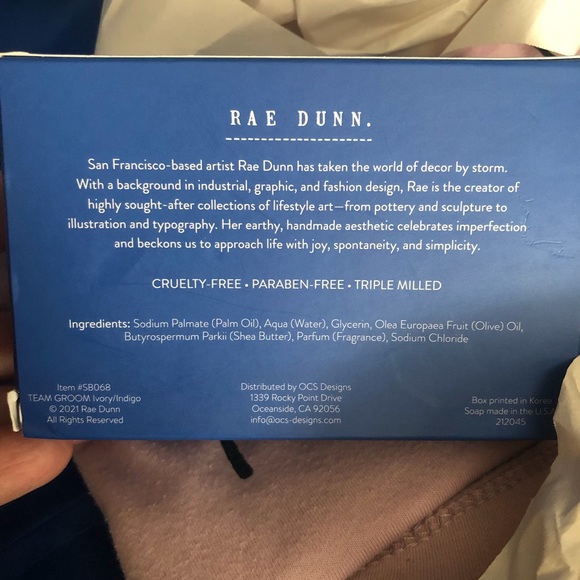 RAE DUNN.
San Francisco-based artist Rae Dunn has taken the world of decor by storm.
With a background in industrial, graphic, and fashion design, Rae is the creator of
highly sought-after collections of lifestyle art—from pottery and sculpture to
illustration and typography. Her earthy, handmade aesthetic celebrates imperfection
and beckons us to approach life with joy, spontaneity, and simplicity.
CRUELTY-FREE • PARABEN-FREE • TRIPLE MILLED
Ingredients: Sodium Palmate (Palm Oil), Aqua (Water), Glycerin, Olea Europaea Fruit (Olive) Oil,
Butyrospermum Parkii (Shea Butter), Parfum (Fragrance), Sodium Chloride
Item #SB068
TEAM GROOM Ivory/Indigo
© 2021 Rae Dunn
All Rights Reserved
Distributed by OCS Designs
1339 Rocky Point Drive
Oceanside, CA 92056
info@ocs-designs.com
Box printed in Korea
Soap made in the U.S.A
212045